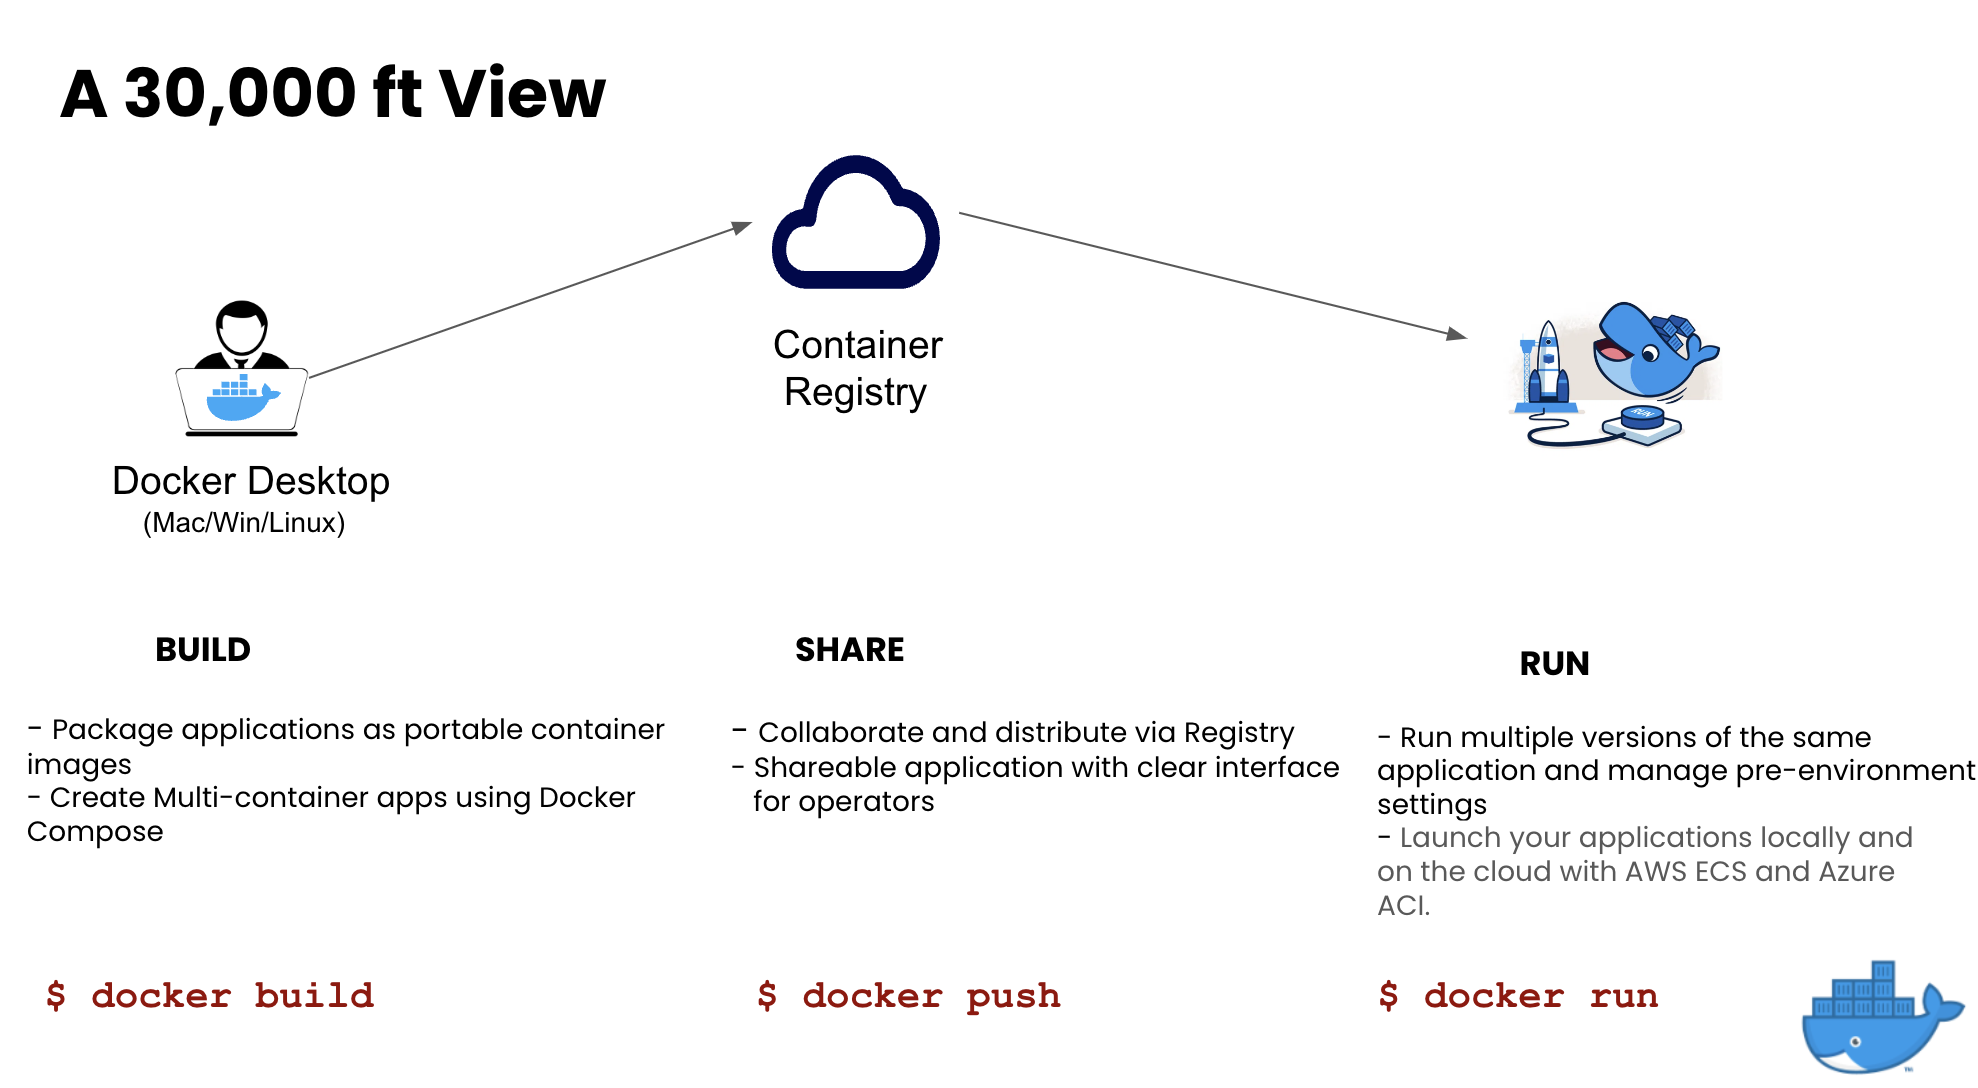 A 30,000 ft View
Container
Registry
RUN
Docker Desktop
(Mac/Win/Linux)
BUILD
- Package applications as portable container
images
- Create Multi-container apps using Docker
Compose
$ docker build
SHARE
- Collaborate and distribute via Registry
- Shareable application with clear interface
for operators
$ docker push
RUN
- Run multiple versions of the same
application and manage pre-environment
settings
- Launch your applications locally and
on the cloud with AWS ECS and Azure
ACI.
$ docker run
TM